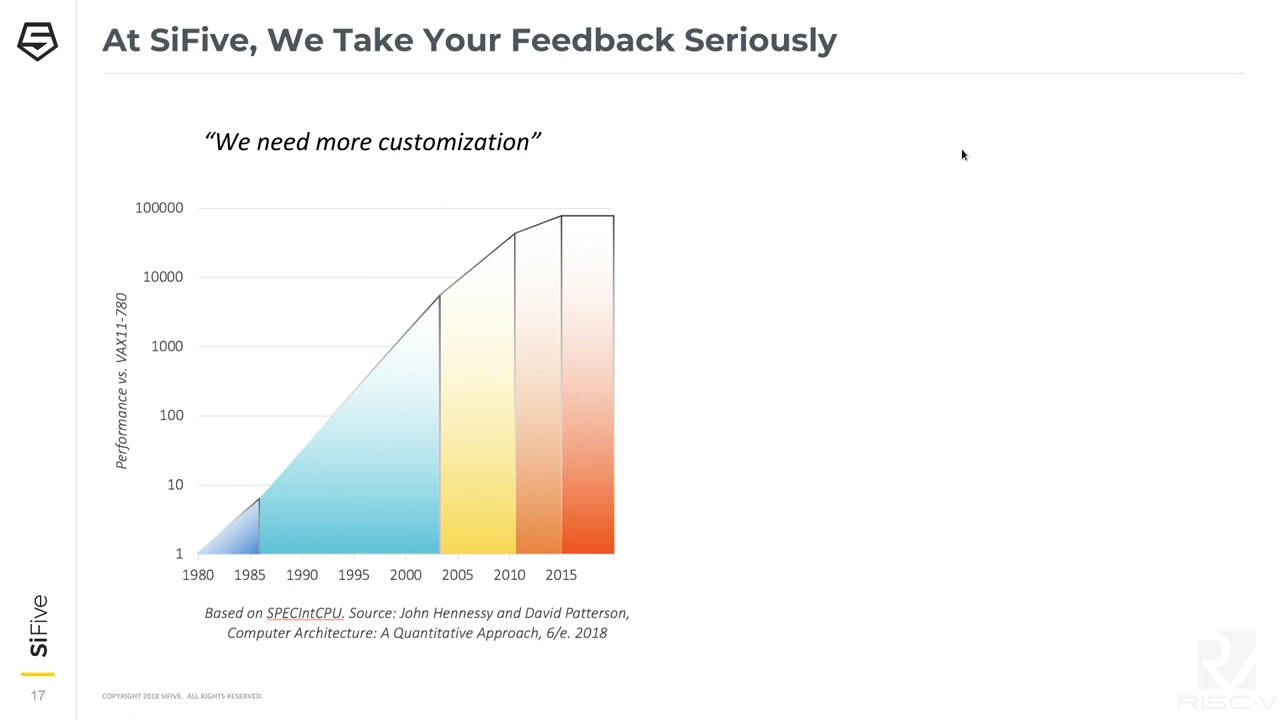 At SiFive, We Take Your Feedback Seriously
“We need more customization”
100000
10000
1000
100
10
1
Performance vs. VAX11-780
1980 1985 1990 1995 2000 2005 2010 2015
Based on SPECIntCPU. Source: John Hennessy and David Patterson,
Computer Architecture: A Quantitative Approach, 6/e. 2018
SiFive
17
COPYRIGHT 2018 SIFIVE. ALL RIGHTS RESERVED.
RISC-V